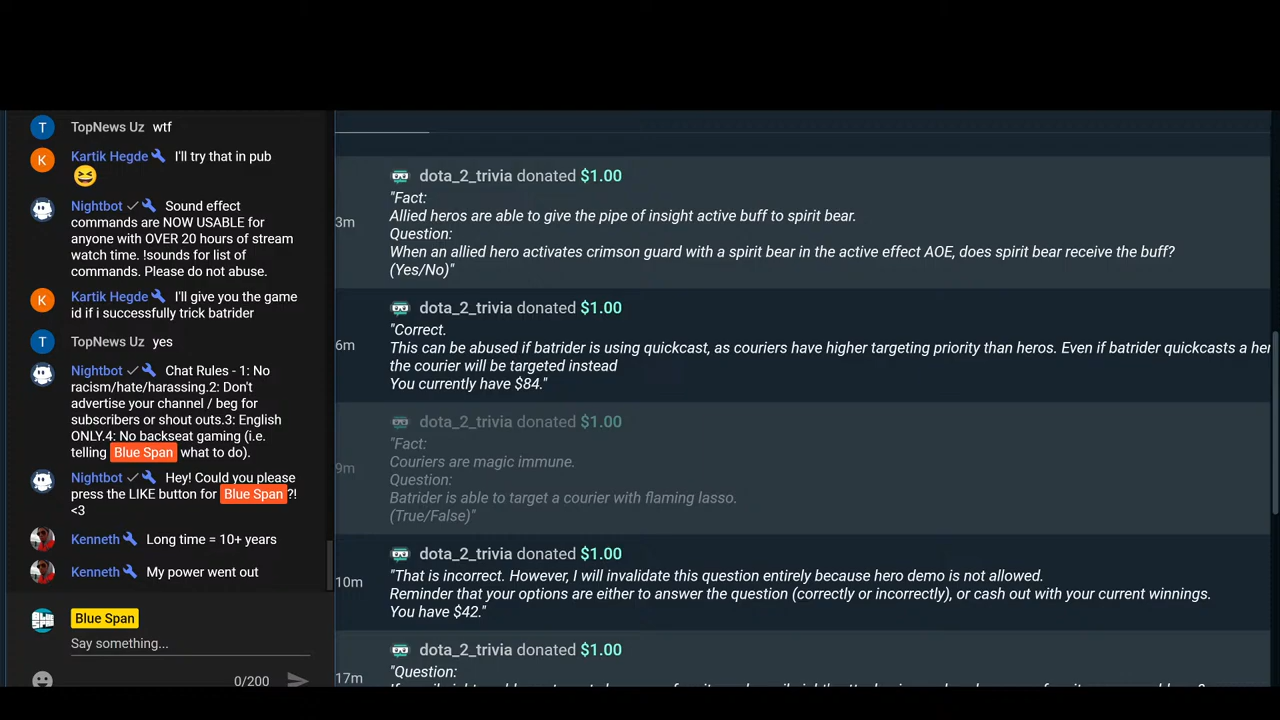 TopNews Uz wtf
Kartik Hegde I'll try that in pub
Nightbot Sound effect
commands are NOW USABLE for
anyone with OVER 20 hours of stream
watch time. !sounds for list of
commands. Please do not abuse.
Kartik Hegde I'll give you the game
id if i successfully trick batrider
TopNews Uz yes
Nightbot Chat Rules - 1: No
racism/hate/harassing.2: Don't
advertise your channel / beg for
subscribers or shout outs.3: English
ONLY.4: No backseat gaming (i.e.
telling Blue Span what to do).
Nightbot Hey! Could you please
press the LIKE button for Blue Span ?!
<3
Kenneth Long time = 10+ years
Kenneth My power went out
Blue Span
Say something...
0/200
dota_2_trivia donated $1.00
"Fact:
Allied heros are able to give the pipe of insight active buff to spirit bear.
3m
Question:
When an allied hero activates crimson guard with a spirit bear in the active effect AOE, does spirit bear receive the buff?
(Yes/No)"
dota_2_trivia donated $1.00
"Correct.
6m
This can be abused if batrider is using quickcast, as couriers have higher targeting priority than heros. Even if batrider quickcasts a her
the courier will be targeted instead
You currently have $84."
dota_2_trivia donated $1.00
"Fact:
Couriers are magic immune.
9m
Question:
Batrider is able to target a courier with flaming lasso.
(True/False)"
dota_2_trivia donated $1.00
"That is incorrect. However, I will invalidate this question entirely because hero demo is not allowed.
10m
Reminder that your options are either to answer the question (correctly or incorrectly), or cash out with your current winnings.
You have $42."
dota_2_trivia donated $1.00
"Question:
17m